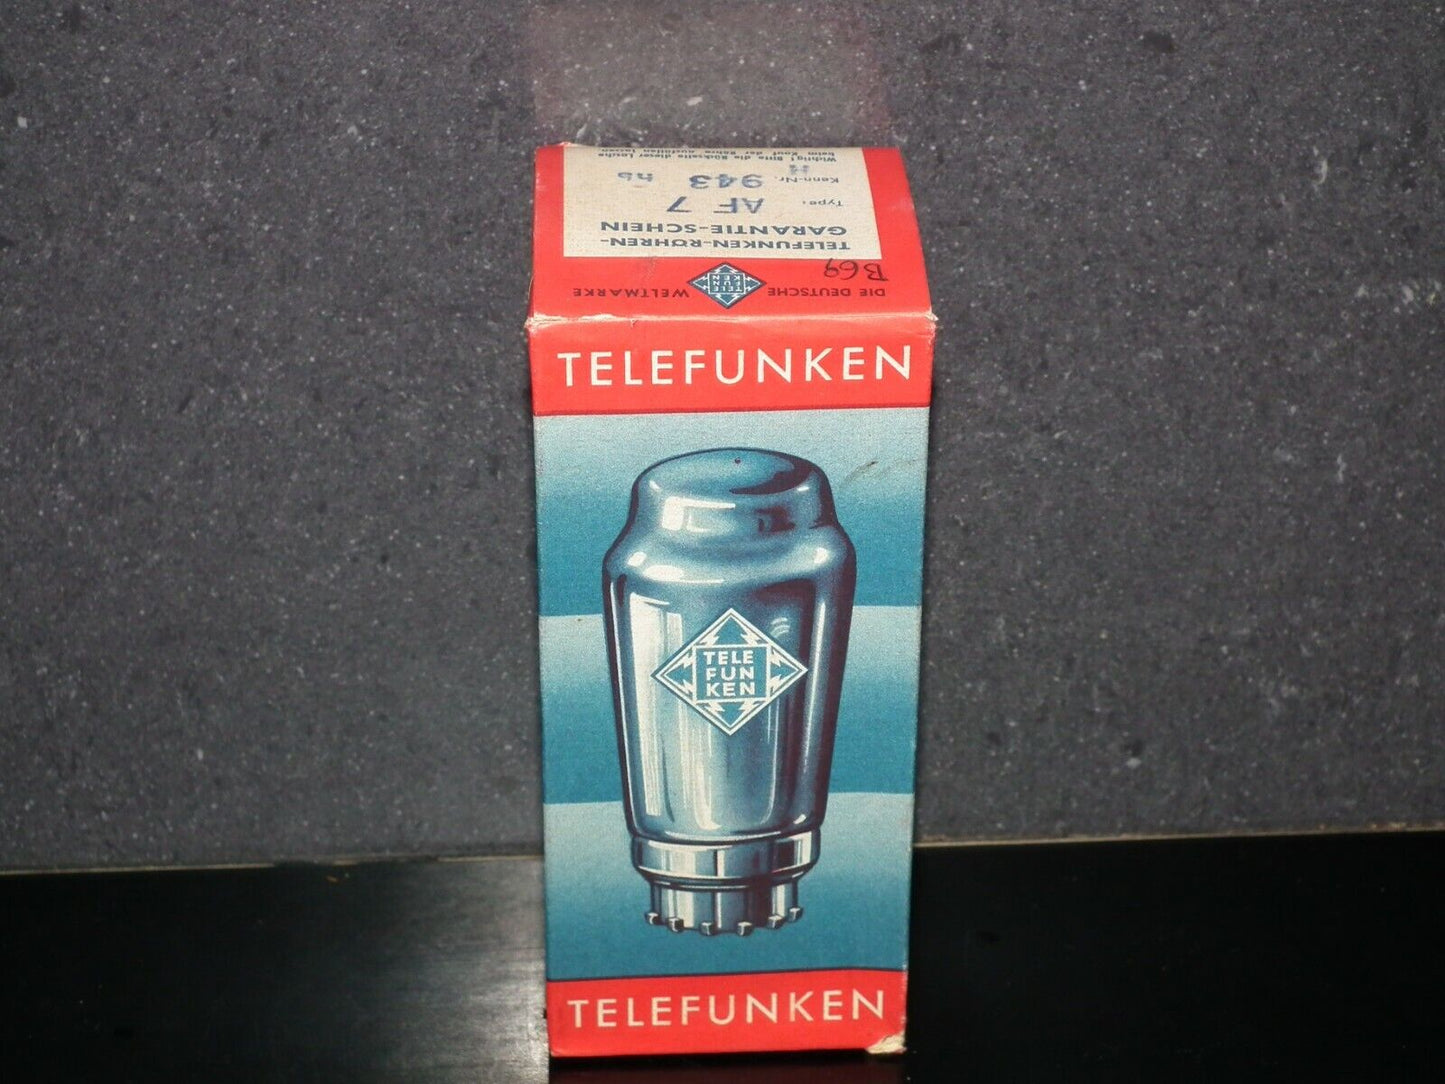 DIE DEUTSCHE WELTMARKE
TELE
FUN
KEN
B69
TELEFUNKEN-RÖHREN-
GARANTIE-SCHEIN
Type: AF 7
Kenn-Nr. 943 hb
H
Wichtig! Bitte die Rückseite dieser Lasche
beim Kauf der Röhre ausfüllen lassen
TELEFUNKEN
TELE
FUN
KEN
TELEFUNKEN